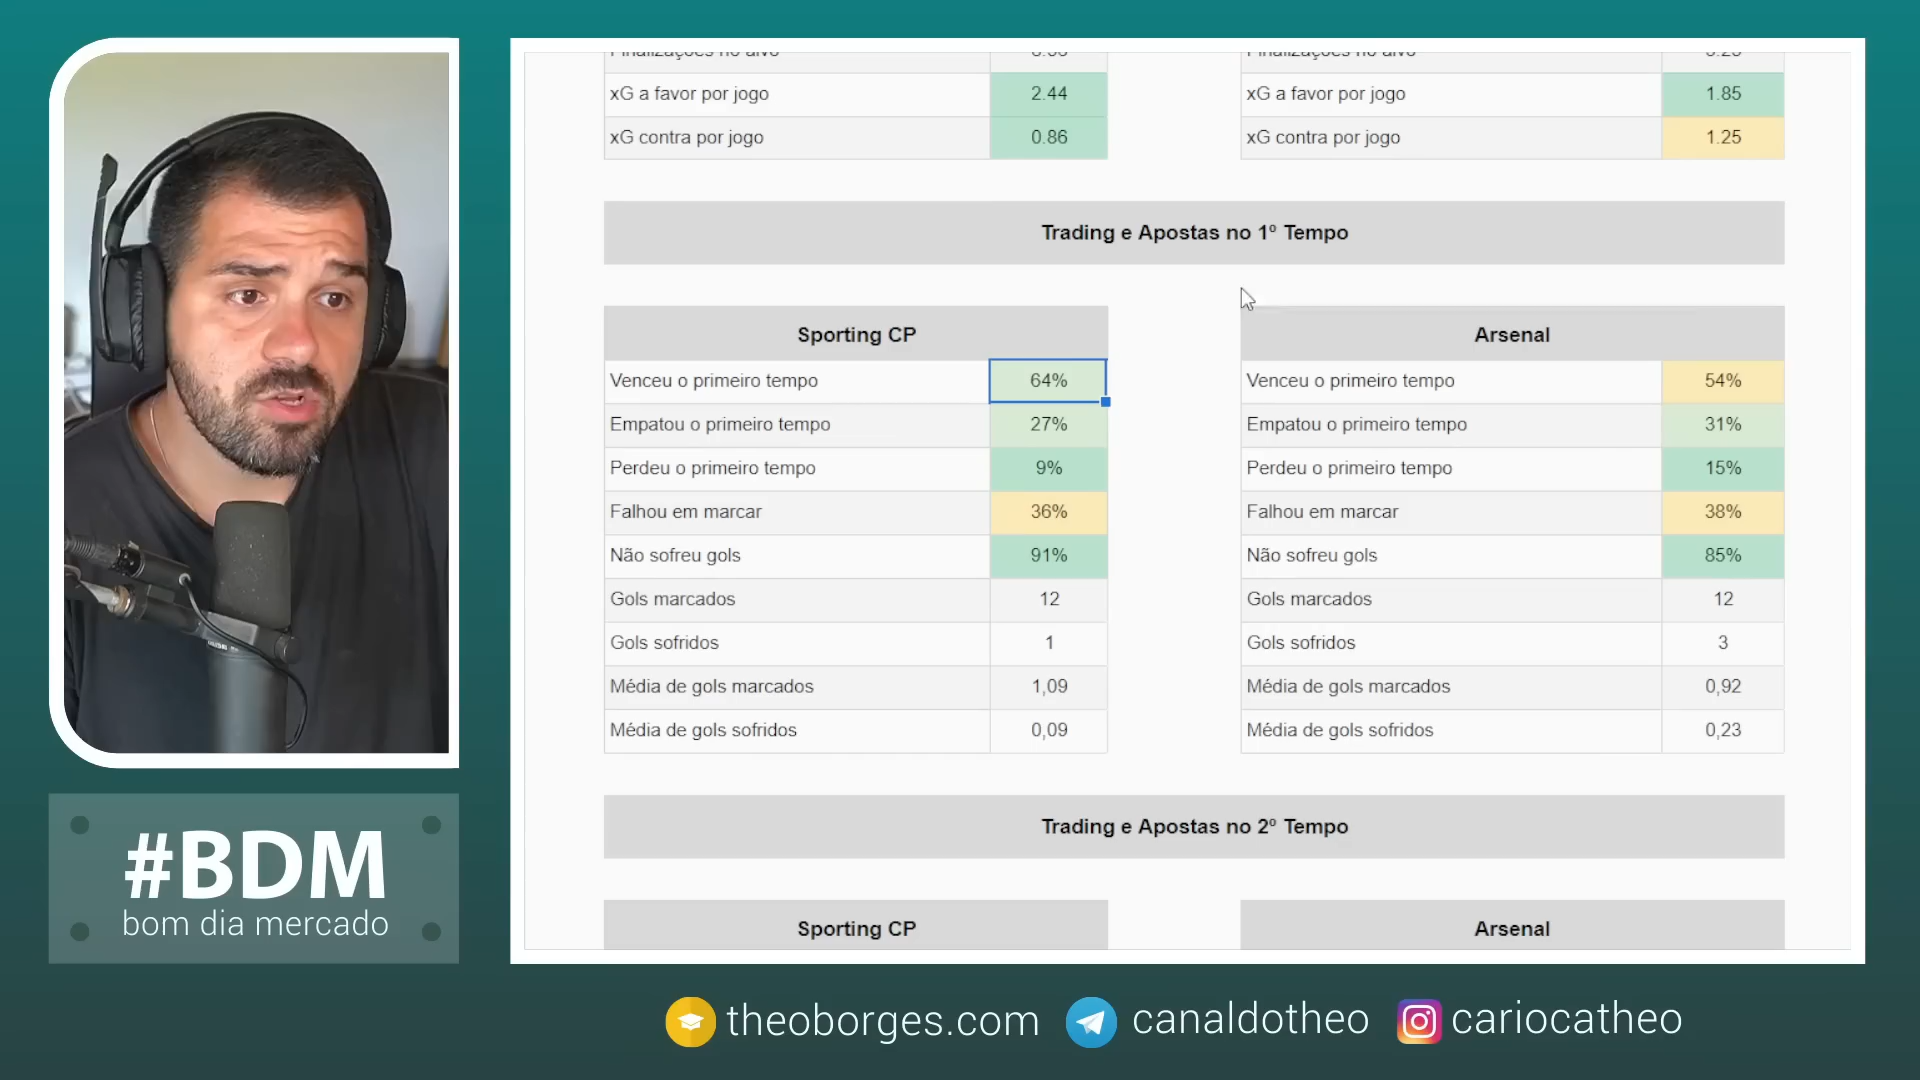 xG a favor por jogo 2.44
xG contra por jogo 0.86
xG a favor por jogo 1.85
xG contra por jogo 1.25
Trading e Apostas no 1º Tempo
Sporting CP
Venceu o primeiro tempo 64%
Empatou o primeiro tempo 27%
Perdeu o primeiro tempo 9%
Falhou em marcar 36%
Não sofreu gols 91%
Gols marcados 12
Gols sofridos 1
Média de gols marcados 1,09
Média de gols sofridos 0,09
Arsenal
Venceu o primeiro tempo 54%
Empatou o primeiro tempo 31%
Perdeu o primeiro tempo 15%
Falhou em marcar 38%
Não sofreu gols 85%
Gols marcados 12
Gols sofridos 3
Média de gols marcados 0,92
Média de gols sofridos 0,23
Trading e Apostas no 2º Tempo
Sporting CP
Arsenal
#BDM
bom dia mercado
theoborges.com
canaldotheo
cariocatheo